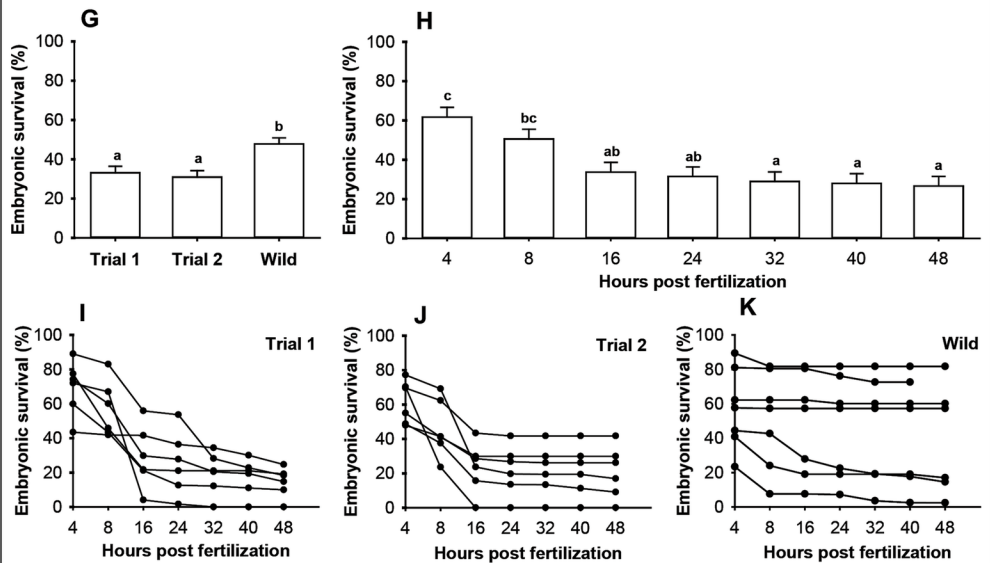 G
Embryonic survival (%)
100
80
60
40
20
0
a
a
b
Trial 1
Trial 2
Wild
H
Embryonic survival (%)
100
80
60
40
20
0
c
bc
ab
ab
a
a
a
4 8 16 24 32 40 48
Hours post fertilization
I
Trial 1
Embryonic survival (%)
100
80
60
40
20
0
4 8 16 24 32 40 48
Hours post fertilization
J
Trial 2
Embryonic survival (%)
100
80
60
40
20
0
4 8 16 24 32 40 48
Hours post fertilization
K
Wild
Embryonic survival (%)
100
80
60
40
20
0
4 8 16 24 32 40 48
Hours post fertilization